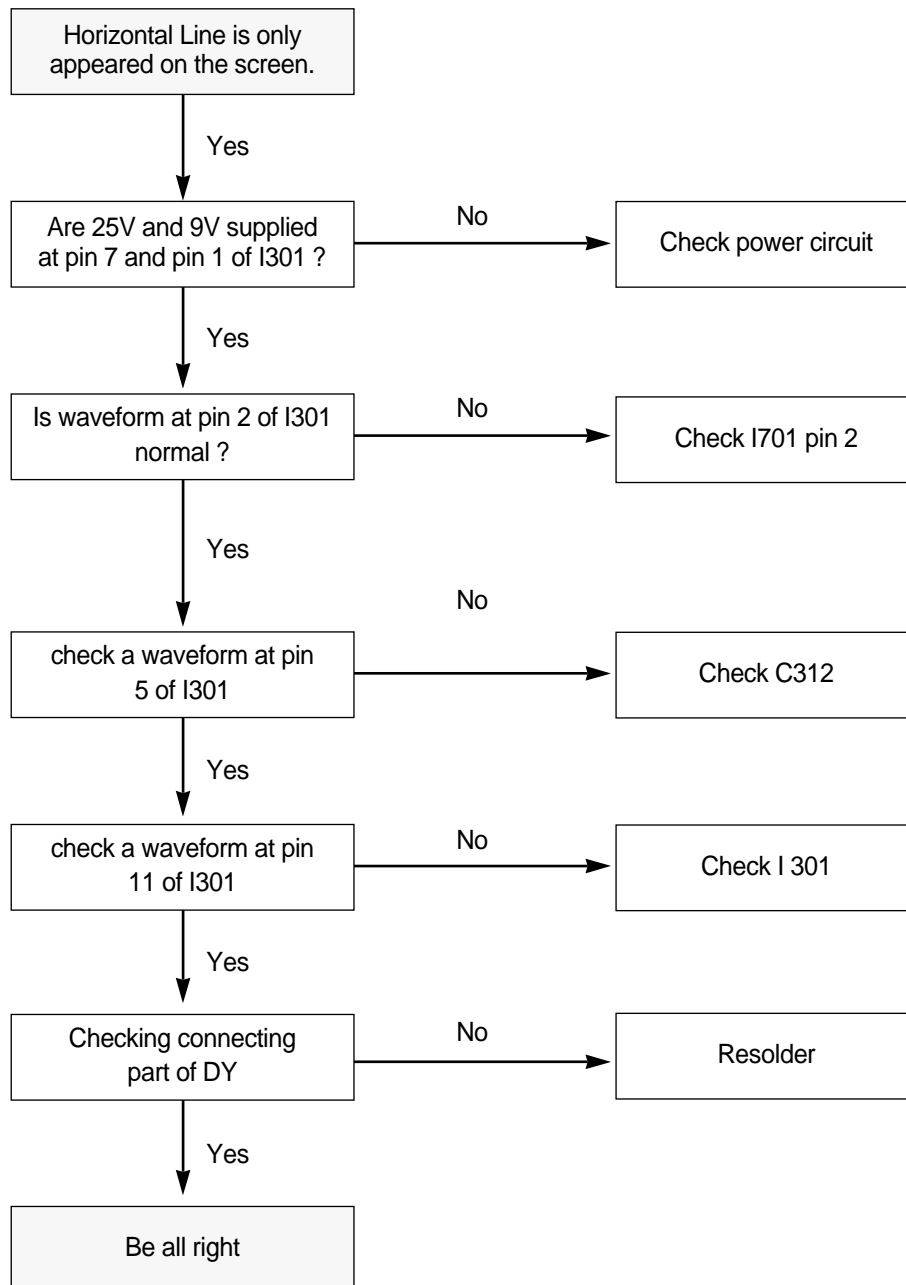 Horizontal Line is only
appeared on the screen.
Yes
Are 25V and 9V supplied
at pin 7 and pin 1 of I301 ?
No
Check power circuit
Yes
Is waveform at pin 2 of I301
normal ?
No
Check I701 pin 2
Yes
check a waveform at pin
5 of I301
No
Check C312
Yes
check a waveform at pin
11 of I301
No
Check I 301
Yes
Checking connecting
part of DY
No
Resolder
Yes
Be all right